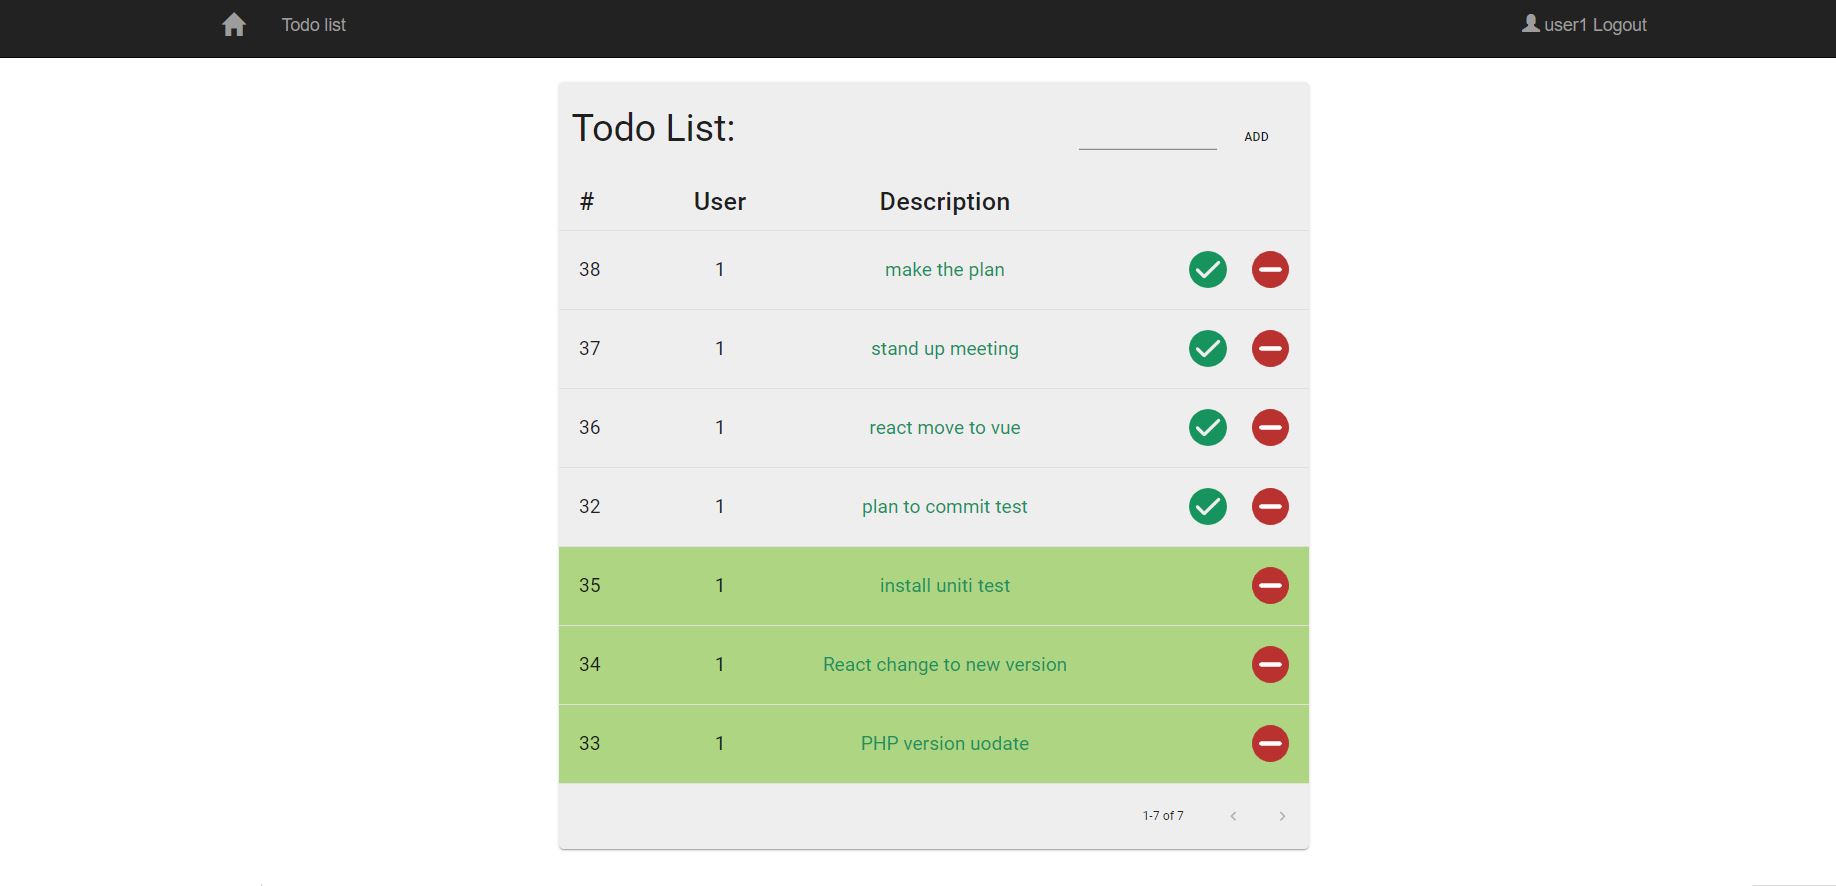 Todo list user1 Logout
Todo List: ADD
# User Description
38 1 make the plan
37 1 stand up meeting
36 1 react move to vue
32 1 plan to commit test
35 1 install uniti test
34 1 React change to new version
33 1 PHP version uodate
1-7 of 7